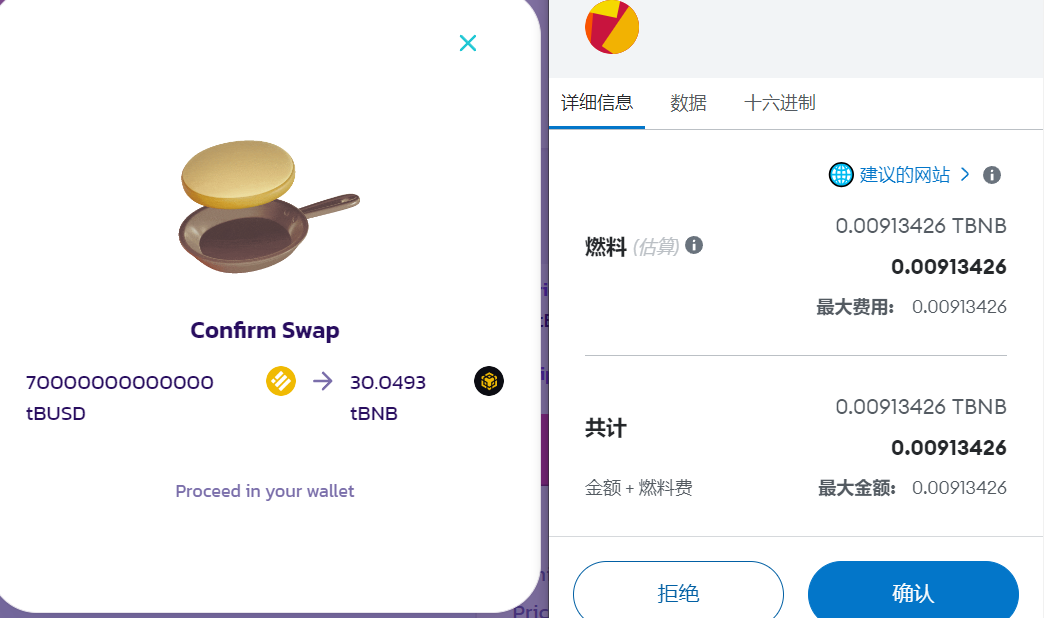 Confirm Swap
70000000000000
tBUSD
30.0493
tBNB
Proceed in your wallet
Pric
详细信息
数据
十六进制
建议的网站
燃料 (估算)
0.00913426 TBNB
0.00913426
最大费用: 0.00913426
共计
0.00913426 TBNB
0.00913426
金额 + 燃料费
最大金额: 0.00913426
拒绝
确认